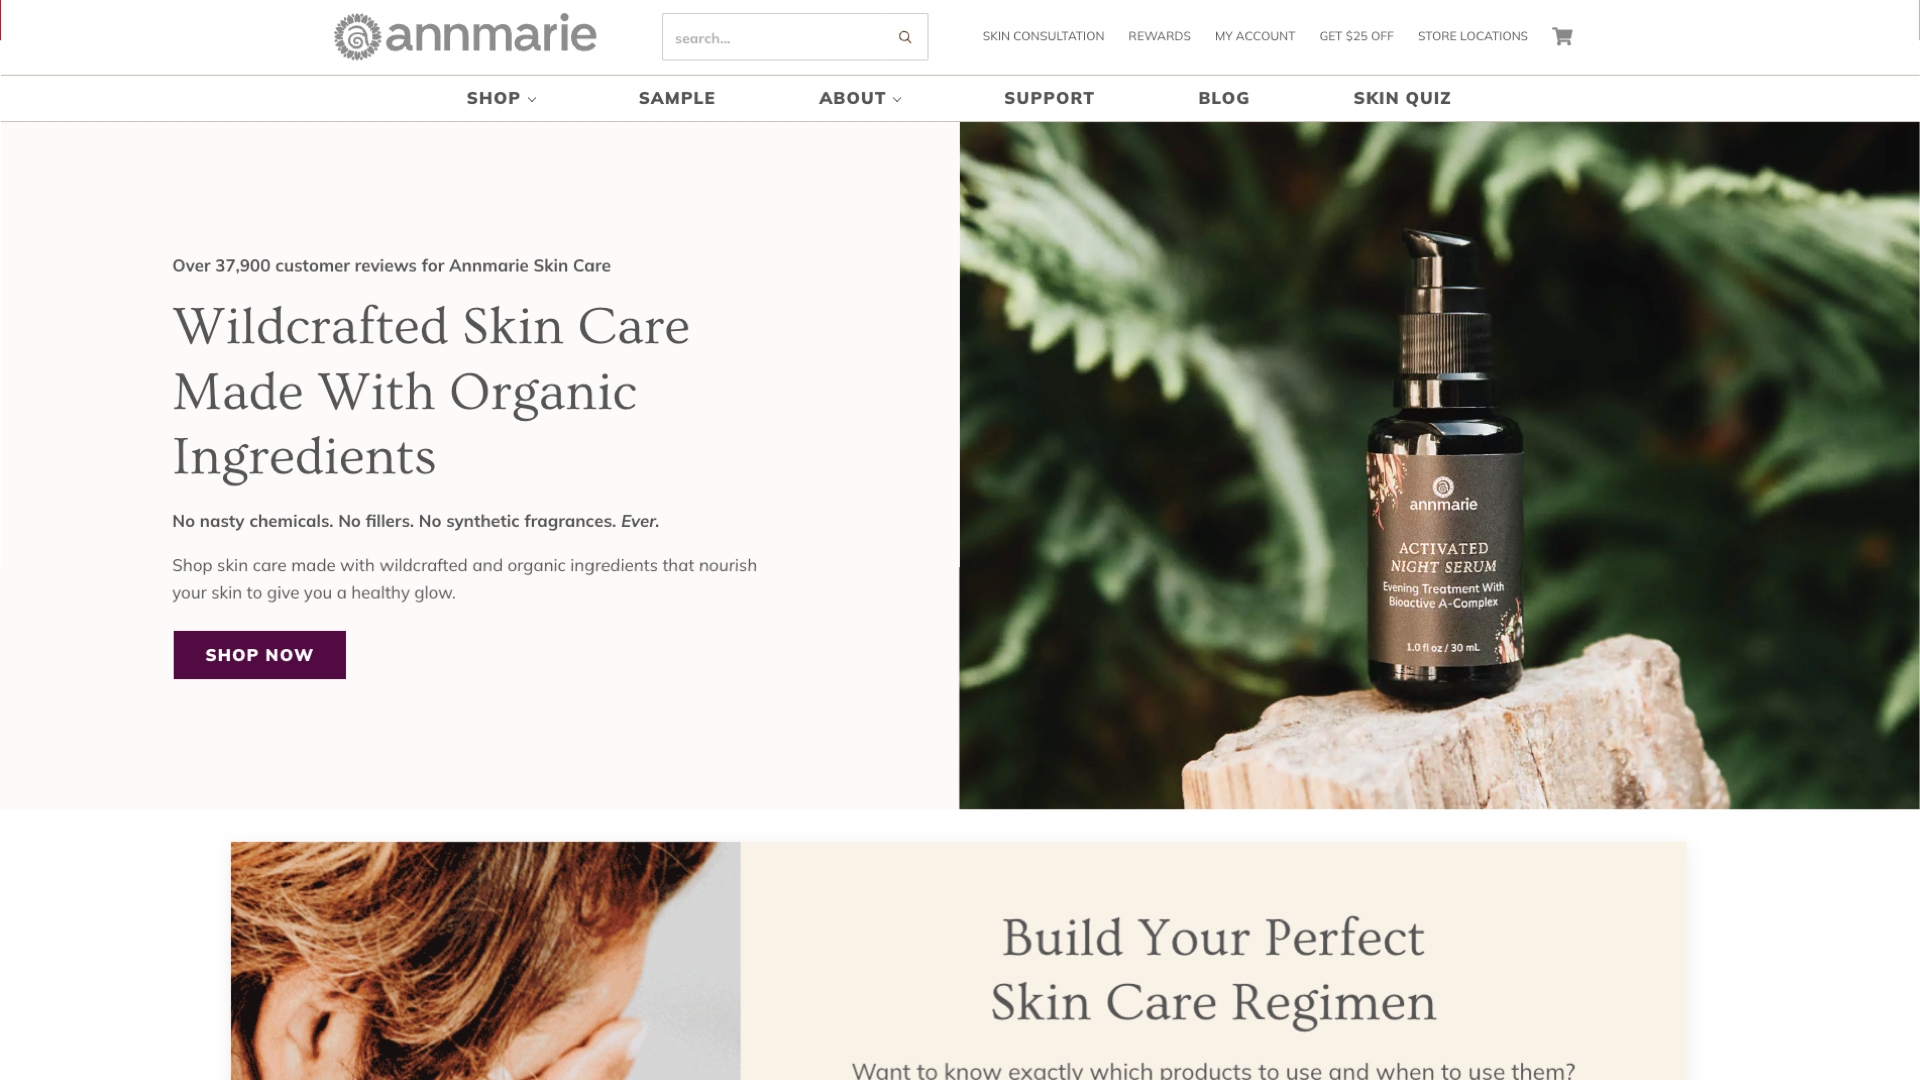 annmarie
search...
SKIN CONSULTATION
REWARDS
MY ACCOUNT
GET $25 OFF
STORE LOCATIONS
SHOP
SAMPLE
ABOUT
SUPPORT
BLOG
SKIN QUIZ
Over 37,900 customer reviews for Annmarie Skin Care
Wildcrafted Skin Care
Made With Organic
Ingredients
No nasty chemicals. No fillers. No synthetic fragrances. Ever.
Shop skin care made with wildcrafted and organic ingredients that nourish
your skin to give you a healthy glow.
SHOP NOW
annmarie
ACTIVATED
NIGHT SERUM
Evening Treatment With
Bioactive A-Complex
1.0 fl oz / 30 mL
Build Your Perfect
Skin Care Regimen
Want to know exactly which products to use and when to use them?